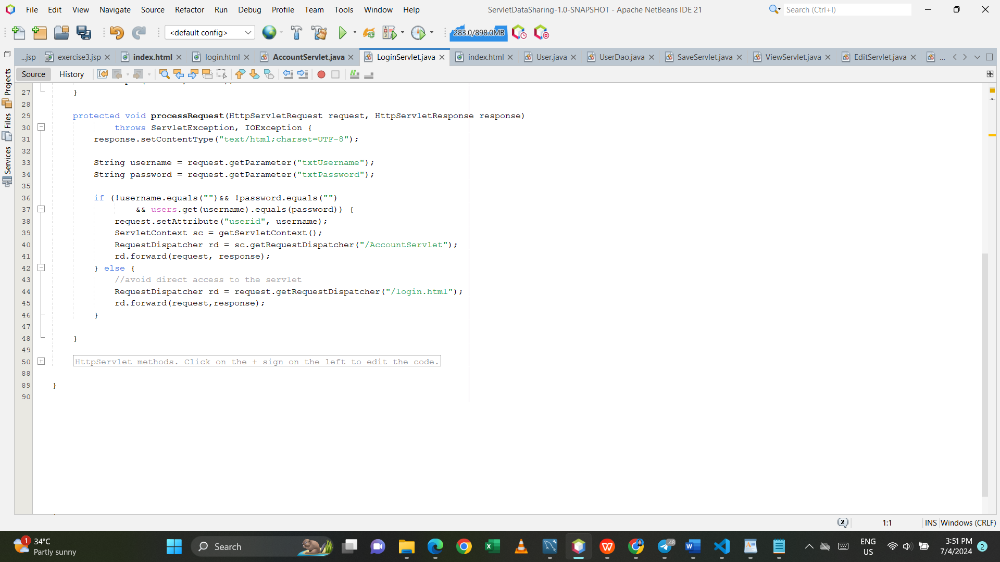 File Edit View Navigate Source Refactor Run Debug Profile Team Tools Window Help
ServletDataSharing-1.0-SNAPSHOT - Apache NetBeans IDE 21
Search (Ctrl+I)
<default config>
283.0/898.0MB
...jsp exercise3.jsp index.html login.html AccountServlet.java LoginServlet.java index.html User.java UserDao.java SaveServlet.java ViewServlet.java EditServlet.java ...
Source History
Projects
Files
Services
27 }
28
29 protected void processRequest(HttpServletRequest request, HttpServletResponse response)
30 throws ServletException, IOException {
31 response.setContentType("text/html;charset=UTF-8");
32
33 String username = request.getParameter("txtUsername");
34 String password = request.getParameter("txtPassword");
35
36 if (!username.equals("")&& !password.equals("")
37 && users.get(username).equals(password)) {
38 request.setAttribute("userid", username);
39 ServletContext sc = getServletContext();
40 RequestDispatcher rd = sc.getRequestDispatcher("/AccountServlet");
41 rd.forward(request, response);
42 } else {
43 //avoid direct access to the servlet
44 RequestDispatcher rd = request.getRequestDispatcher("/login.html");
45 rd.forward(request,response);
46 }
47
48 }
49
50 HttpServlet methods. Click on the + sign on the left to edit the code.
88
89 }
90
2 1:1 INS Windows (CRLF)
1 34°C
Partly sunny
Search
48
ENG
US
3:51 PM
7/4/2024
2